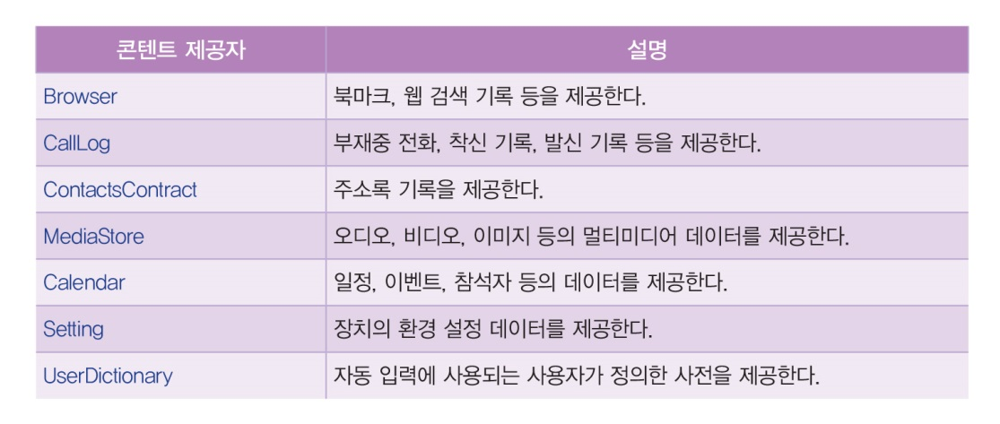 콘텐트 제공자 설명
Browser 북마크, 웹 검색 기록 등을 제공한다.
CallLog 부재중 전화, 착신 기록, 발신 기록 등을 제공한다.
ContactsContract 주소록 기록을 제공한다.
MediaStore 오디오, 비디오, 이미지 등의 멀티미디어 데이터를 제공한다.
Calendar 일정, 이벤트, 참석자 등의 데이터를 제공한다.
Setting 장치의 환경 설정 데이터를 제공한다.
UserDictionary 자동 입력에 사용되는 사용자가 정의한 사전을 제공한다.